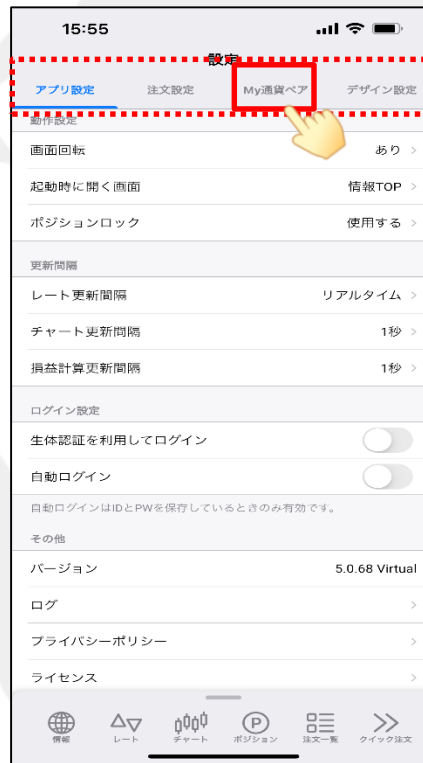 15:55
設定
アプリ設定 注文設定 My通貨ペア デザイン設定
動作設定
画面回転 あり
起動時に開く画面 情報TOP
ポジションロック 使用する
更新間隔
レート更新間隔 リアルタイム
チャート更新間隔 1秒
損益計算更新間隔 1秒
ログイン設定
生体認証を利用してログイン
自動ログイン
自動ログインはIDとPWを保存しているときのみ有効です。
その他
バージョン 5.0.68 Virtual
ログ
プライバシーポリシー
ライセンス
P
情報 レート チャート ポジション 注文一覧 クイック注文